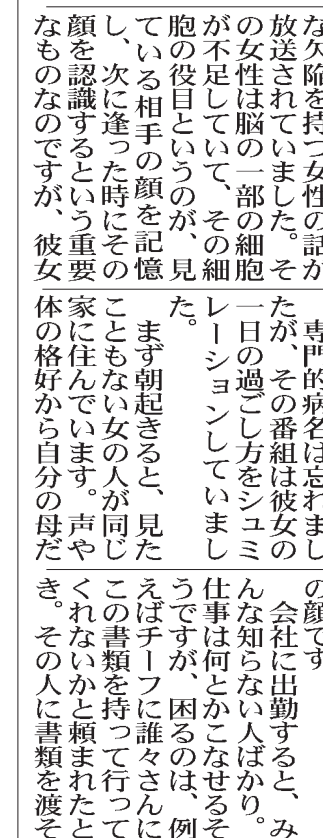 な欠陥を持つ女性の話が
放送されていました。そ
の女性は脳の一部の細胞
が不足していて、その細
胞の役目というのが、見
ている相手の顔を記憶
し、次に逢った時にその
顔を認識するという重要
なものなのですが、彼女
専門的病名は忘れまし
たが、その番組は彼女の
一日の過ごし方をシュミ
レーションしていまし
た。
まず朝起きると、見た
こともない女の人が同じ
家に住んでいます。声や
体の格好から自分の母だ
の顔です
会社に出勤すると、み
んな知らない人ばかり。
仕事は何とかこなせるそ
うですが、困るのは、例
えばチーフに誰々さんに
この書類を持って行って
くれないかと頼まれたと
き。その人に書類を渡そ